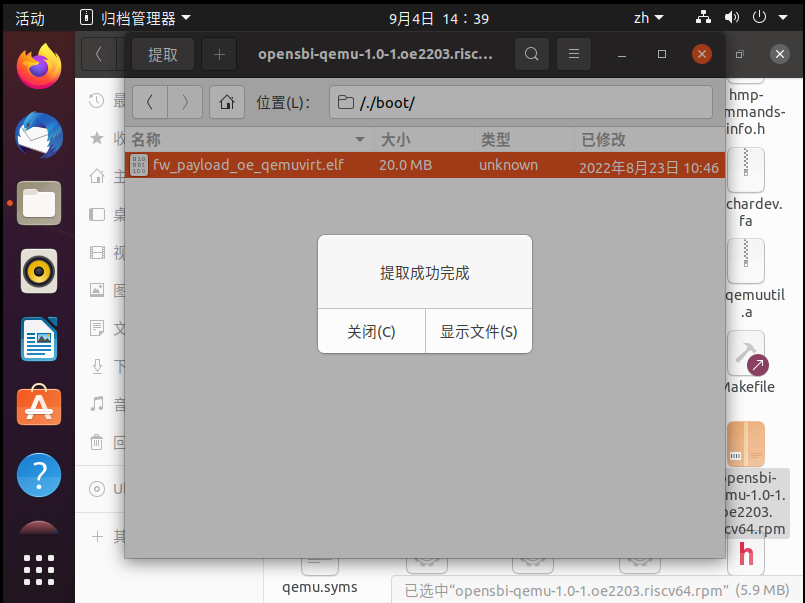 活动
归档管理器
9月4日 14：39
zh
提取
opensbi-qemu-1.0-1.oe2203.risc...
位置(L)：
/./boot/
名称
大小
类型
已修改
fw_payload_oe_qemuvirt.elf
20.0 MB
unknown
2022年8月23日 10:46
提取成功完成
关闭(C)
显示文件(S)
最
收
主
桌
视
图
文
下
音
回
其
hmp-
mmands-
info.h
chardev.
fa
qemuutil
.a
Makefile
opensbi-
mu-1.0-1.
oe2203.
cv64.rpm
qemu.syms
已选中“opensbi-qemu-1.0-1.oe2203.riscv64.rpm” (5.9 MB)